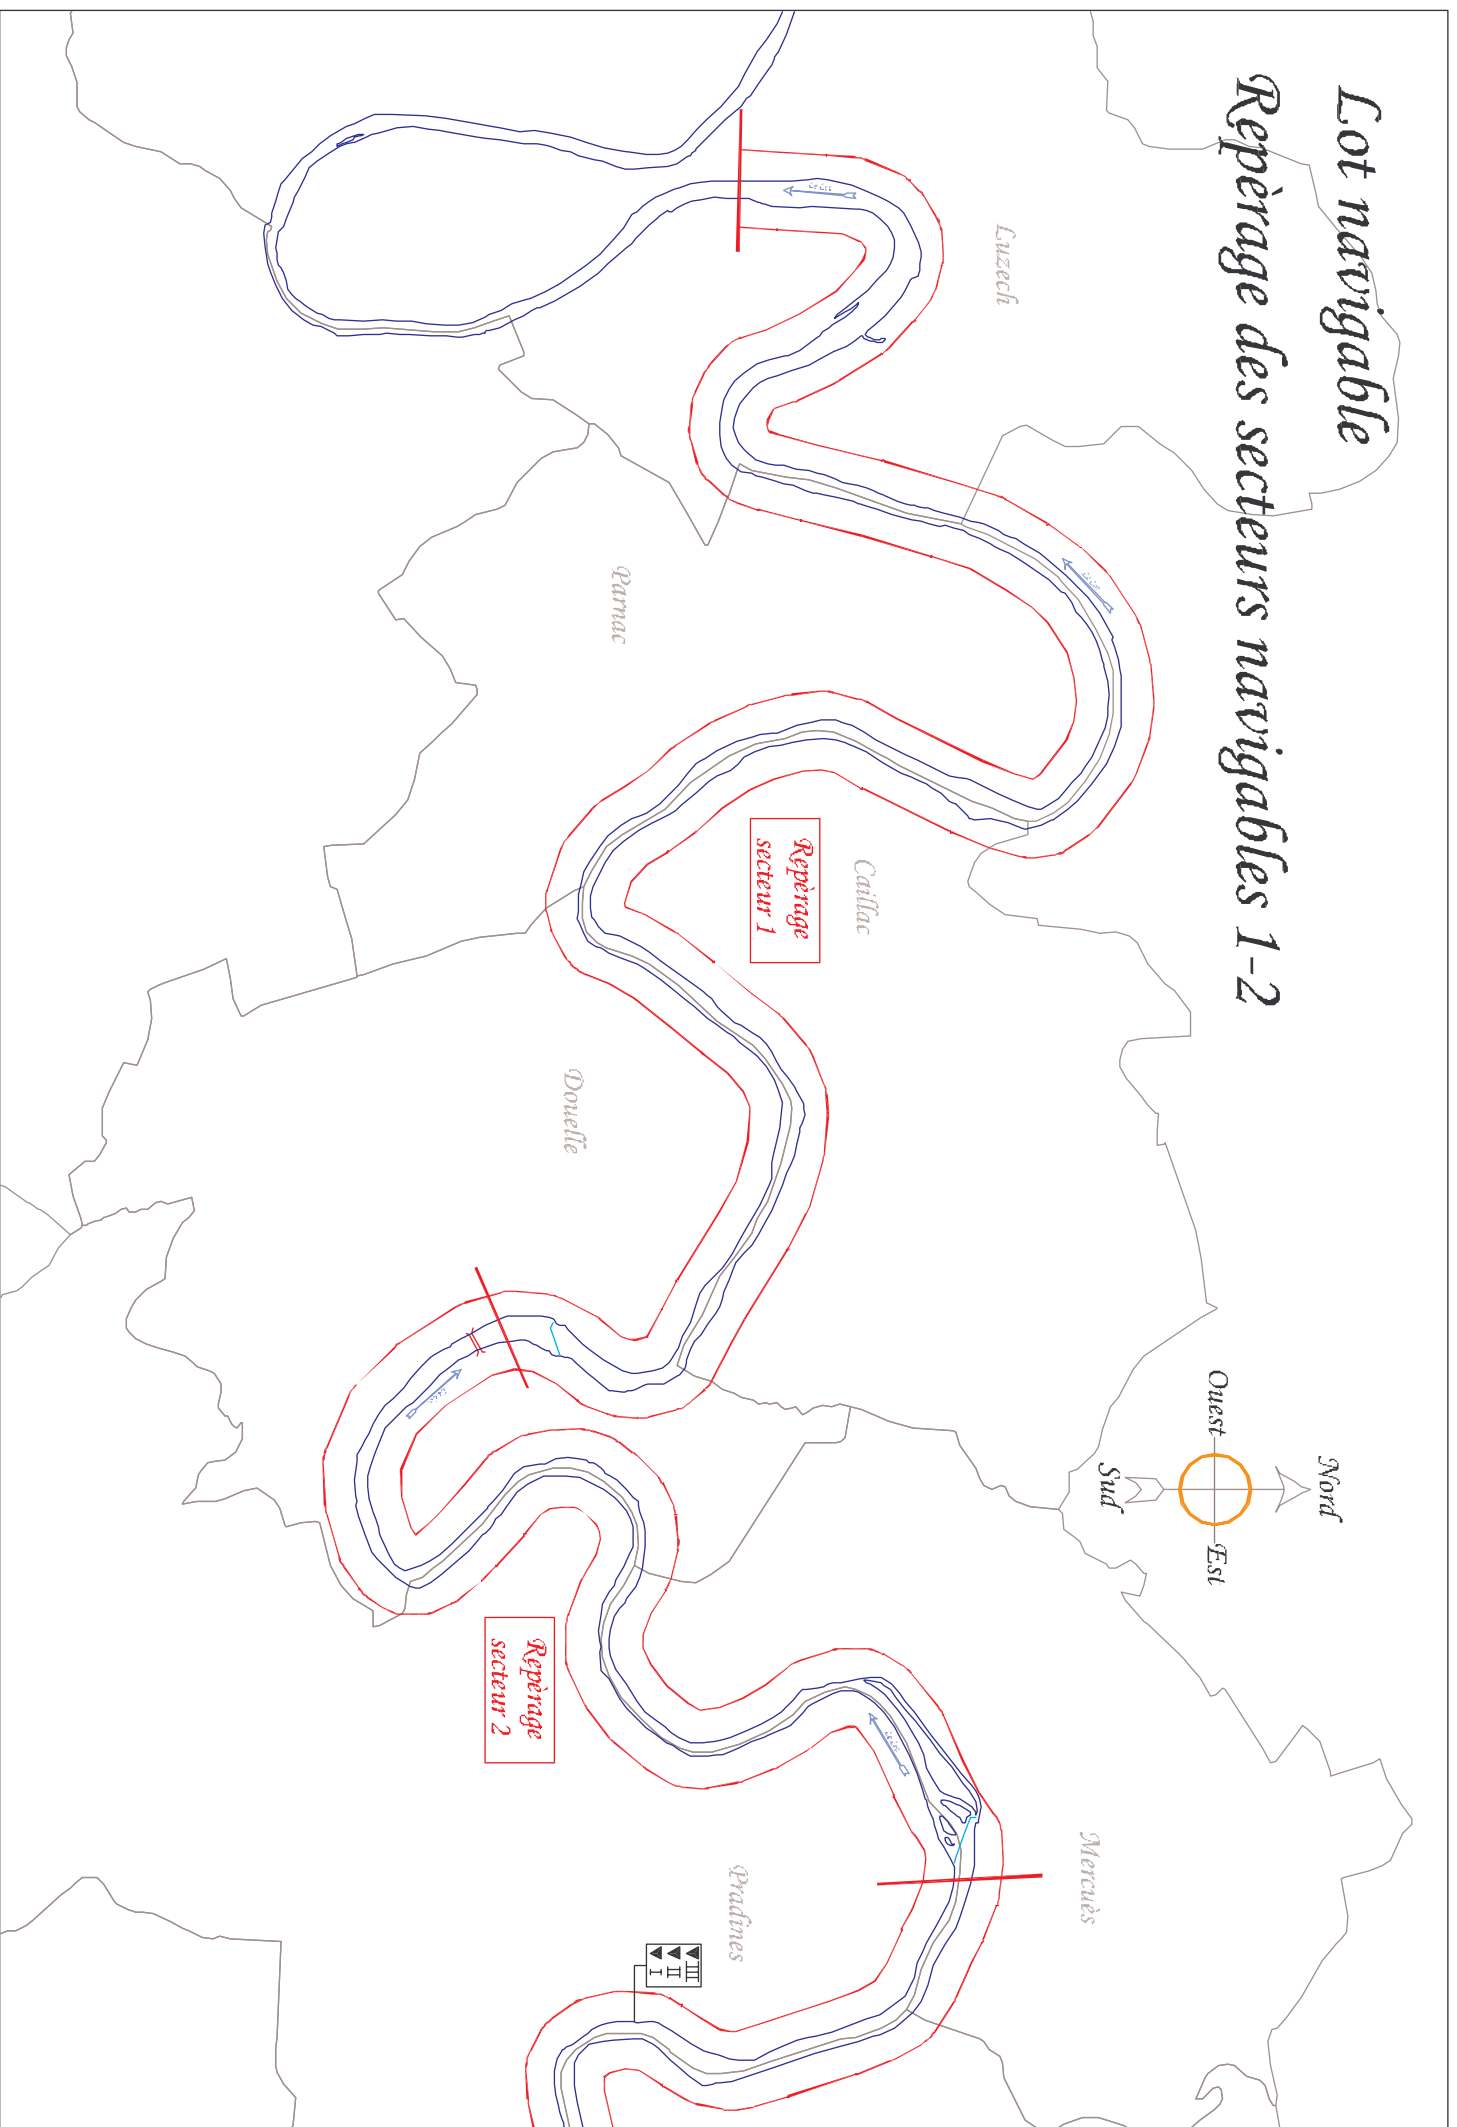 Lot navigable
Repèrage des secteurs navigables 1-2
Nord
Ouest
Est
Sud
Luzech
Caillac
Mercuès
Repèrage
secteur 1
Parnac
Douelle
Repèrage
secteur 2
Pradines
III
II
I